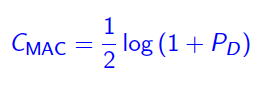 C_MAC = 1/2 log (1 + P_D)